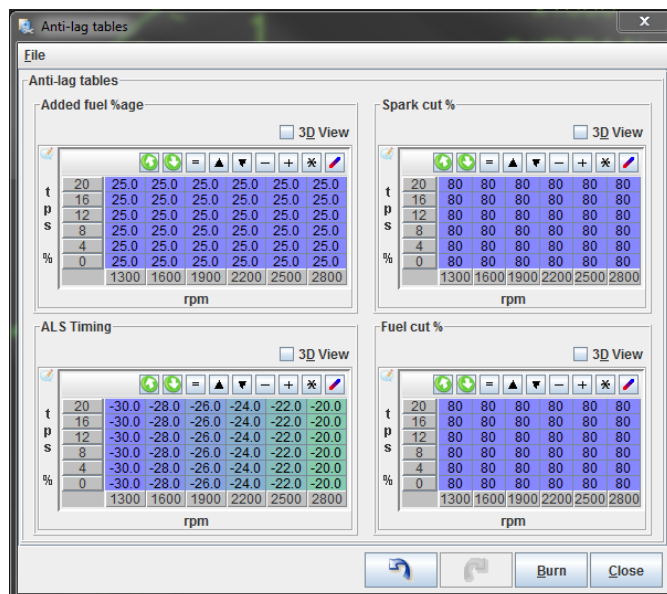 Anti-lag tables
File
Anti-lag tables
Added fuel %age
3D View
= - + *
t p s %
20 25.0 25.0 25.0 25.0 25.0 25.0
16 25.0 25.0 25.0 25.0 25.0 25.0
12 25.0 25.0 25.0 25.0 25.0 25.0
8 25.0 25.0 25.0 25.0 25.0 25.0
4 25.0 25.0 25.0 25.0 25.0 25.0
0 25.0 25.0 25.0 25.0 25.0 25.0
1300 1600 1900 2200 2500 2800
rpm
Spark cut %
3D View
= - + *
t p s %
20 80 80 80 80 80 80
16 80 80 80 80 80 80
12 80 80 80 80 80 80
8 80 80 80 80 80 80
4 80 80 80 80 80 80
0 80 80 80 80 80 80
1300 1600 1900 2200 2500 2800
rpm
ALS Timing
3D View
= - + *
t p s %
20 -30.0 -28.0 -26.0 -24.0 -22.0 -20.0
16 -30.0 -28.0 -26.0 -24.0 -22.0 -20.0
12 -30.0 -28.0 -26.0 -24.0 -22.0 -20.0
8 -30.0 -28.0 -26.0 -24.0 -22.0 -20.0
4 -30.0 -28.0 -26.0 -24.0 -22.0 -20.0
0 -30.0 -28.0 -26.0 -24.0 -22.0 -20.0
1300 1600 1900 2200 2500 2800
rpm
Fuel cut %
3D View
= - + *
t p s %
20 80 80 80 80 80 80
16 80 80 80 80 80 80
12 80 80 80 80 80 80
8 80 80 80 80 80 80
4 80 80 80 80 80 80
0 80 80 80 80 80 80
1300 1600 1900 2200 2500 2800
rpm
Burn Close